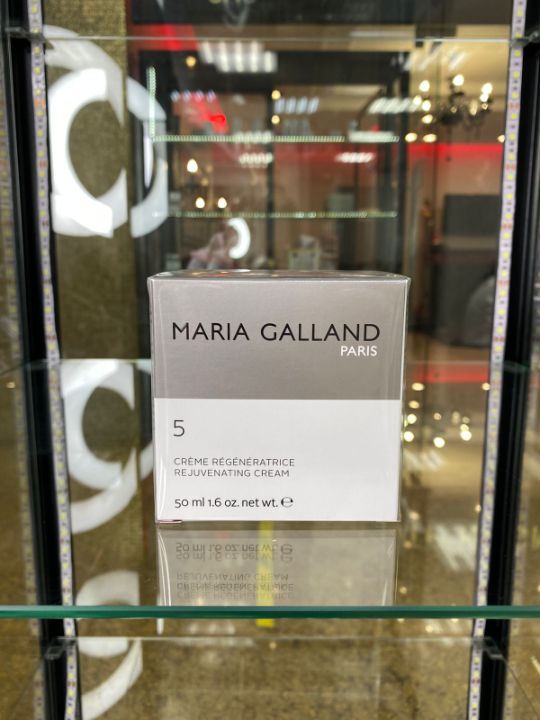 MARIA GALLAND
PARIS
5
CRÈME RÉGÉNÉRATRICE
REJUVENATING CREAM
50 ml 1.6 oz. net wt. ℮